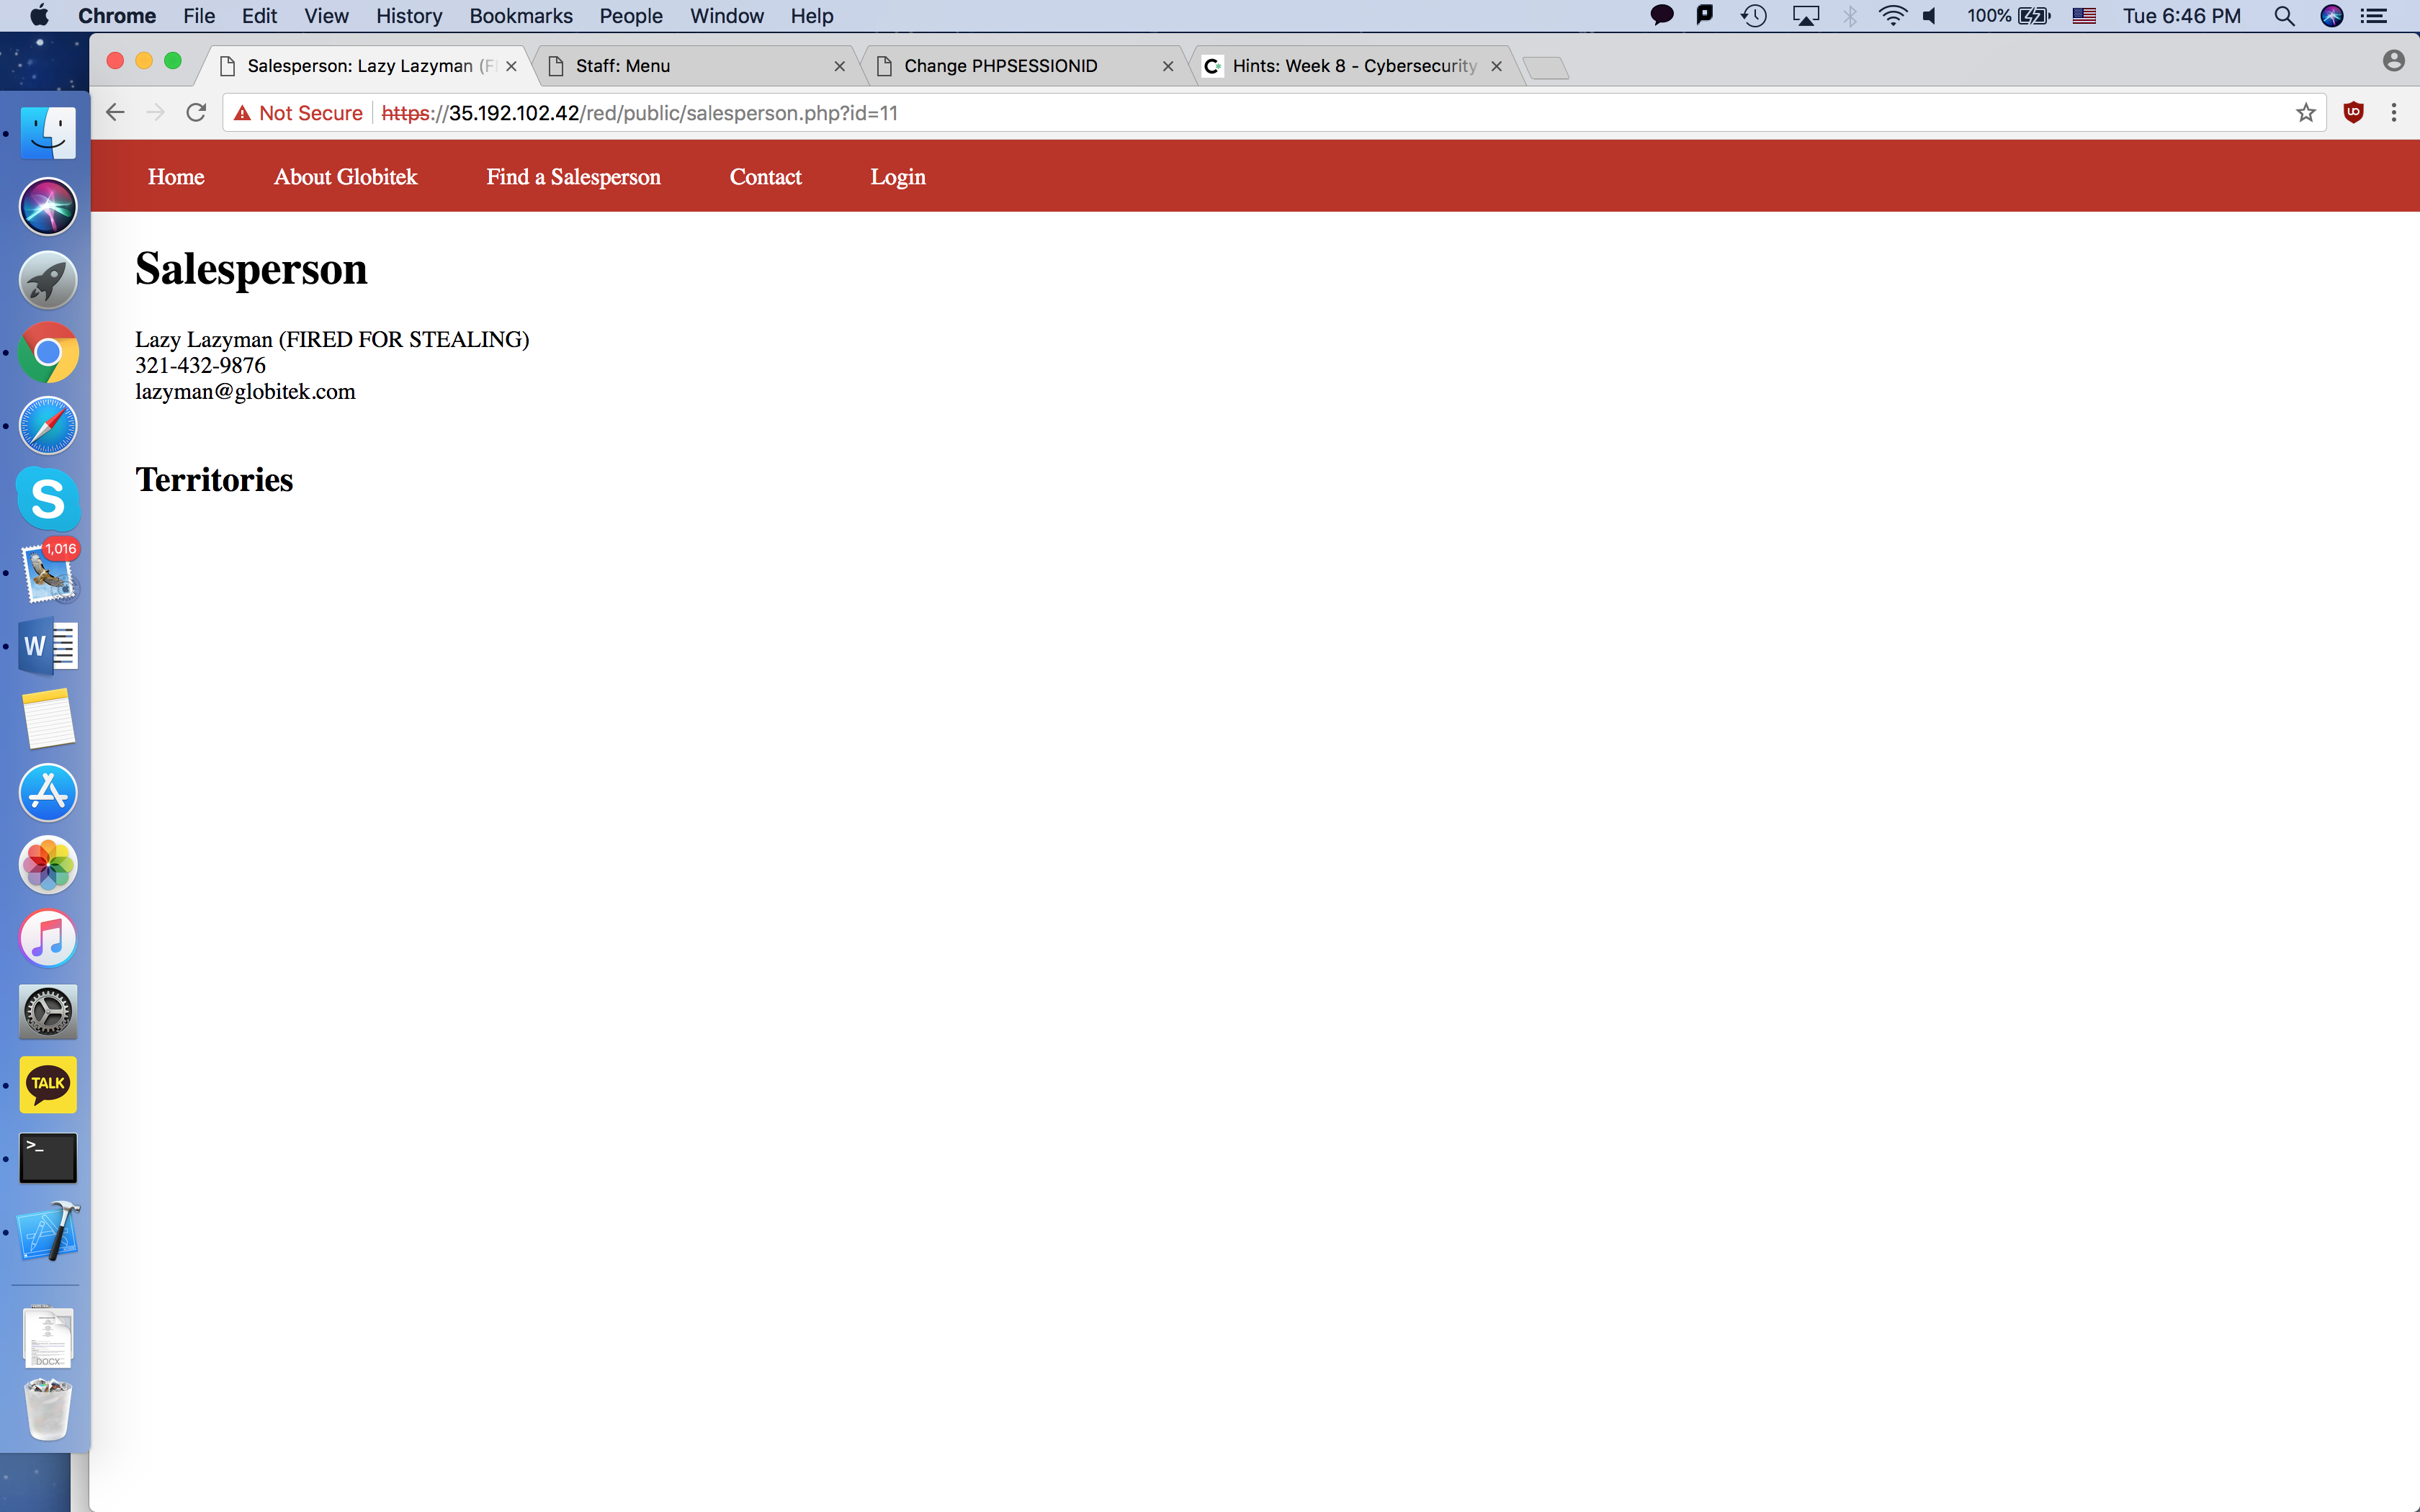 Chrome File Edit View History Bookmarks People Window Help 100% Tue 6:46 PM
Salesperson: Lazy Lazyman (FI
Staff: Menu
Change PHPSESSIONID
Hints: Week 8 - Cybersecurity
Not Secure https://35.192.102.42/red/public/salesperson.php?id=11
Home About Globitek Find a Salesperson Contact Login
Salesperson
Lazy Lazyman (FIRED FOR STEALING)
321-432-9876
lazyman@globitek.com
Territories
S
1,016
W
TALK
>_
DOCX